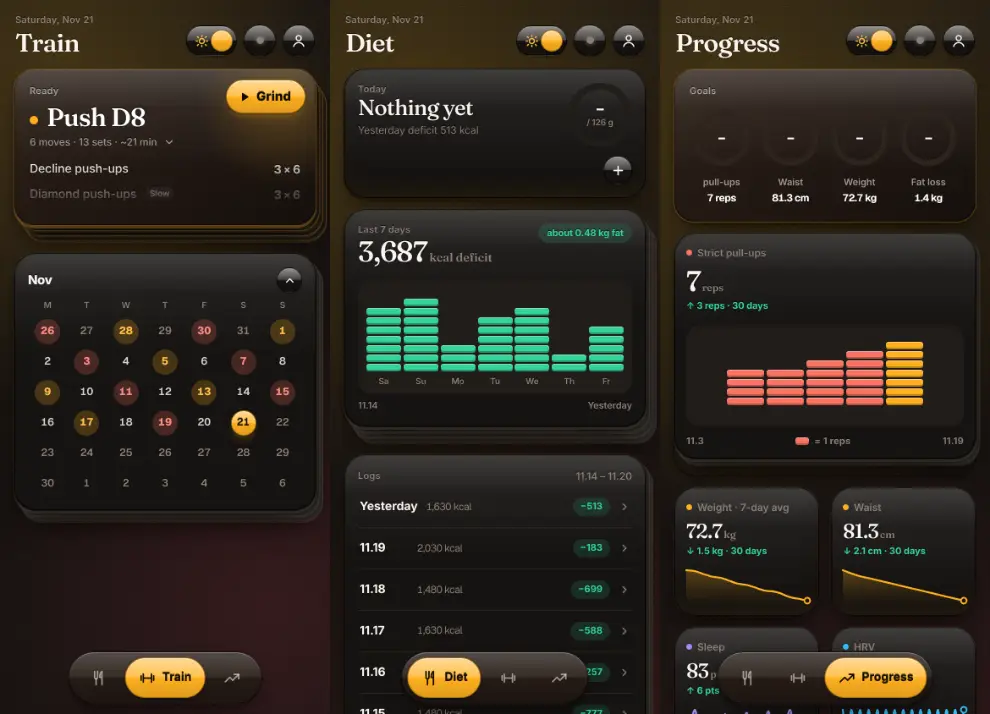 Saturday, Nov 21
Train
Ready
Push D8
Grind
6 moves · 13 sets · ~21 min
Decline push-ups 3 × 6
Diamond push-ups Slow 3 × 6
Nov
M T W T F S S
26 27 28 29 30 31 1
2 3 4 5 6 7 8
9 10 11 12 13 14 15
16 17 18 19 20 21 22
23 24 25 26 27 28 29
30 1 2 3 4 5 6
Train
Saturday, Nov 21
Diet
Today
Nothing yet
Yesterday deficit 513 kcal
-
/ 126 g
+
Last 7 days
3,687 kcal deficit
about 0.48 kg fat
Sa Su Mo Tu We Th Fr
11.14 Yesterday
Logs 11.14 – 11.20
Yesterday 1,630 kcal −513
11.19 2,030 kcal −183
11.18 1,480 kcal −699
11.17 1,630 kcal −588
11.16 257
11.15 1,480 kcal −777
Diet
Saturday, Nov 21
Progress
Goals
- - - -
pull-ups Waist Weight Fat loss
7 reps 81.3 cm 72.7 kg 1.4 kg
Strict pull-ups
7 reps
↑ 3 reps · 30 days
11.3 = 1 reps 11.19
Weight · 7-day avg
72.7 kg
↓ 1.5 kg · 30 days
Waist
81.3 cm
↓ 2.1 cm · 30 days
Sleep
83
↑ 6 pts
HRV
Progress